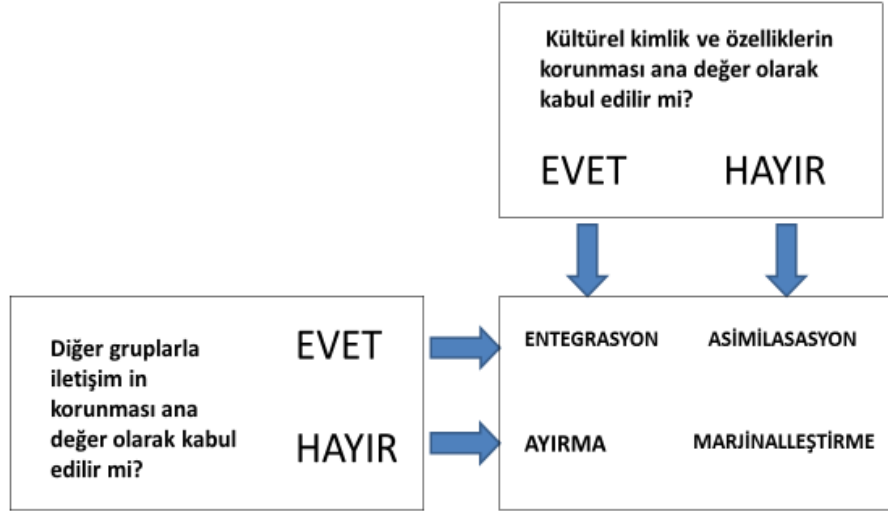 Kültürel kimlik ve özelliklerin
korunması ana değer olarak
kabul edilir mi?
EVET HAYIR
Diğer gruplarla
iletişim in
korunması ana
değer olarak kabul
edilir mi?
EVET
HAYIR
ENTEGRASYON ASİMİLASASYON
AYIRMA MARJİNALLEŞTİRME